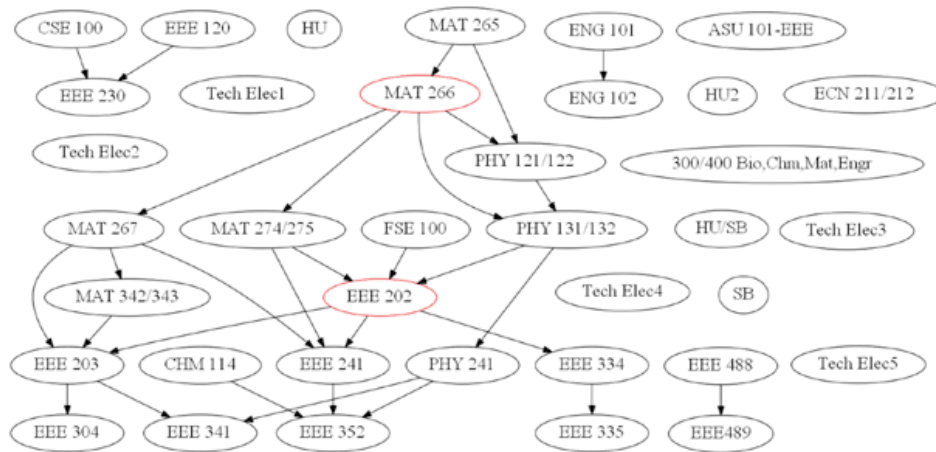 CSE 100
EEE 120
HU
MAT 265
ENG 101
ASU 101-EEE
EEE 230
Tech Elec1
MAT 266
ENG 102
HU2
ECN 211/212
Tech Elec2
PHY 121/122
300/400 Bio,Chm,Mat,Engr
MAT 267
MAT 274/275
FSE 100
PHY 131/132
HU/SB
Tech Elec3
MAT 342/343
EEE 202
Tech Elec4
SB
EEE 203
CHM 114
EEE 241
PHY 241
EEE 334
EEE 488
Tech Elec5
EEE 304
EEE 341
EEE 352
EEE 335
EEE489